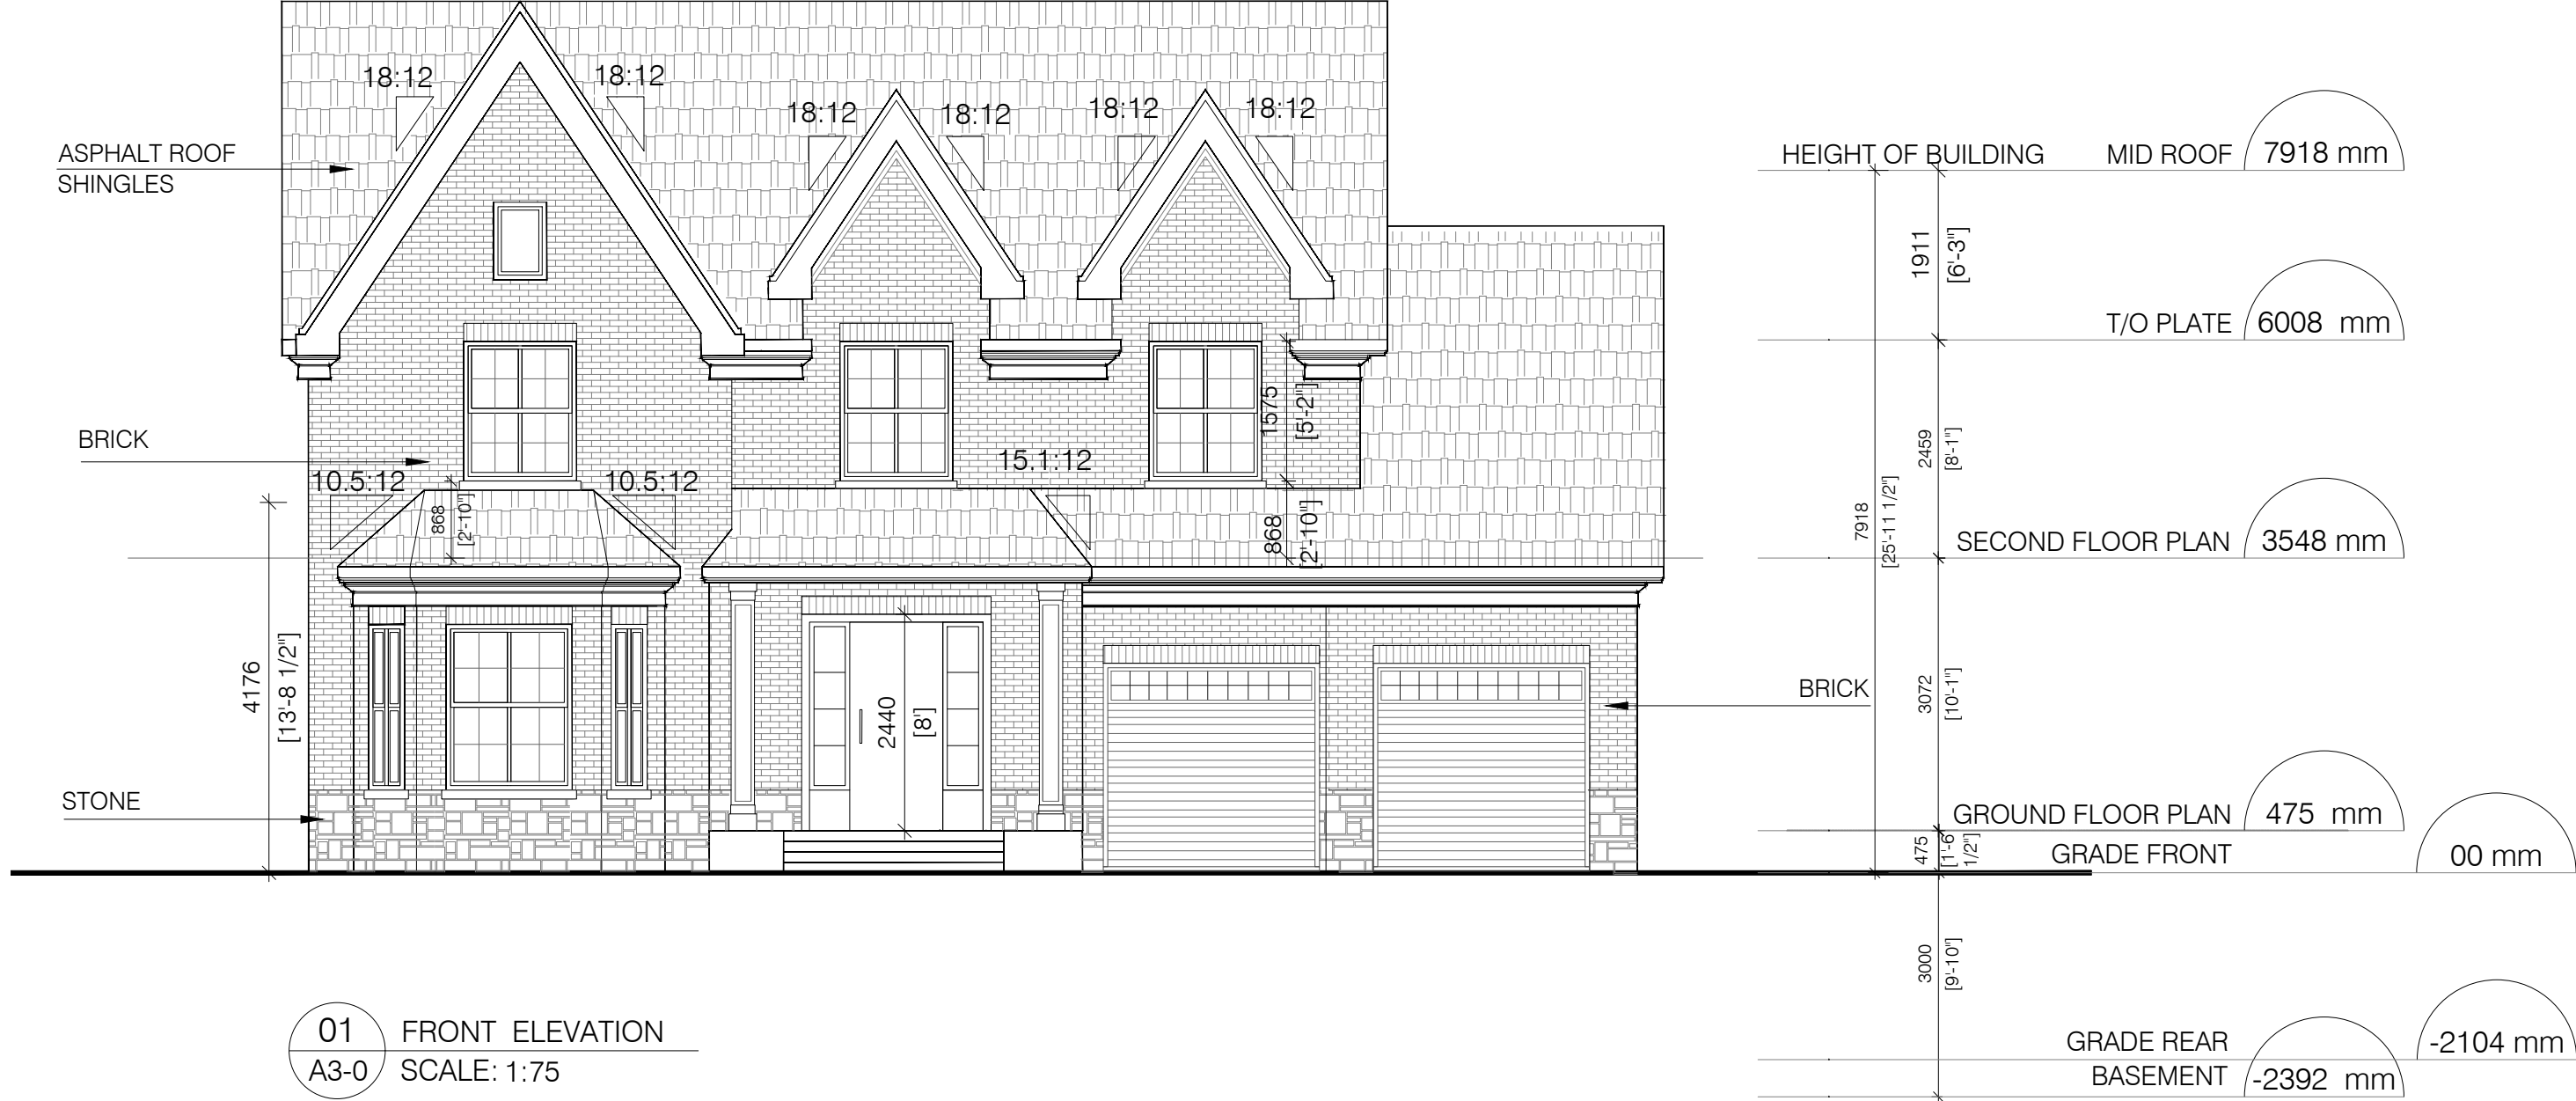 18:12
18:12
18:12
18:12
18:12
18:12
ASPHALT ROOF
SHINGLES
HEIGHT OF BUILDING
MID ROOF
7918 mm
1911
[6'-3"]
T/O PLATE
6008 mm
BRICK
1575
[5'-2"]
2459
[8'-1"]
10.5:12
10.5:12
15.1:12
868
[2'-10"]
868
[2'-10"]
7918
[25'-11 1/2"]
SECOND FLOOR PLAN
3548 mm
4176
[13'-8 1/2"]
2440
[8']
BRICK
3072
[10'-1"]
STONE
GROUND FLOOR PLAN
475 mm
475
[1'-6
1/2"]
GRADE FRONT
00 mm
3000
[9'-10"]
01
FRONT ELEVATION
A3-0
SCALE: 1:75
GRADE REAR
-2104 mm
BASEMENT
-2392 mm